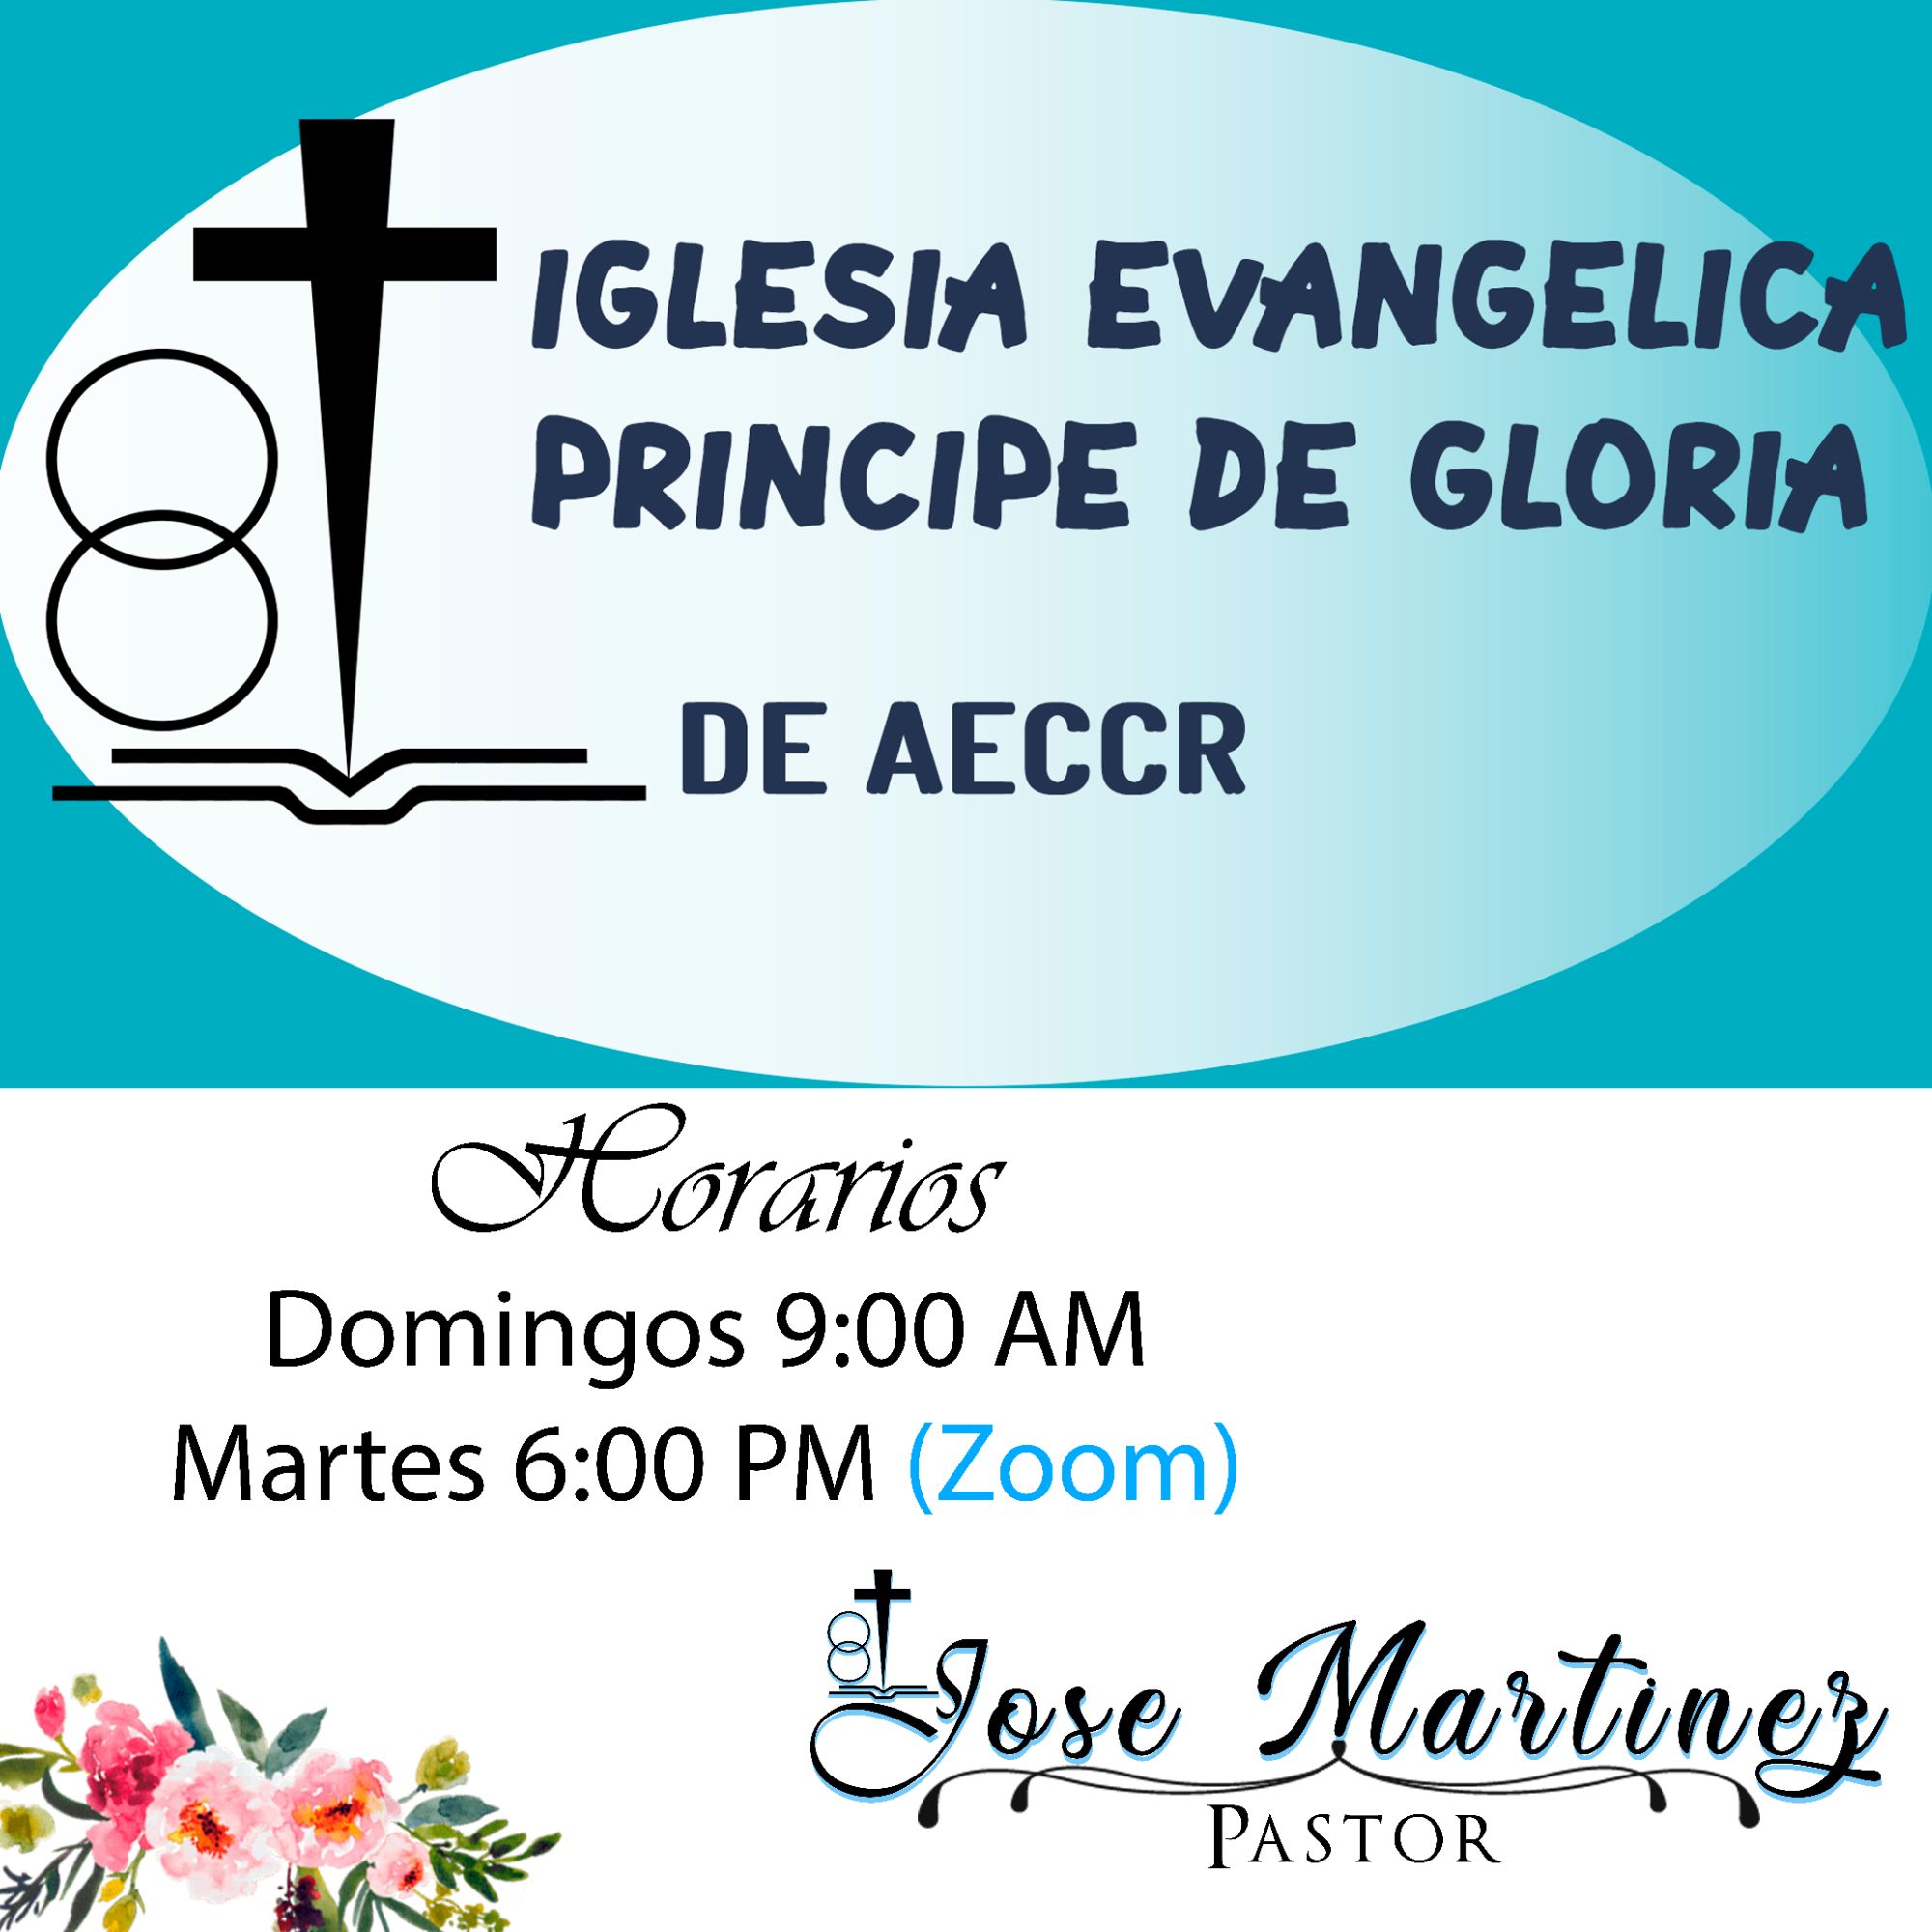 IGLESIA EVANGELICA
PRINCIPE DE GLORIA
DE AECCR
Horarios
Domingos 9:00 AM
Martes 6:00 PM (Zoom)
Jose Martinez
PASTOR